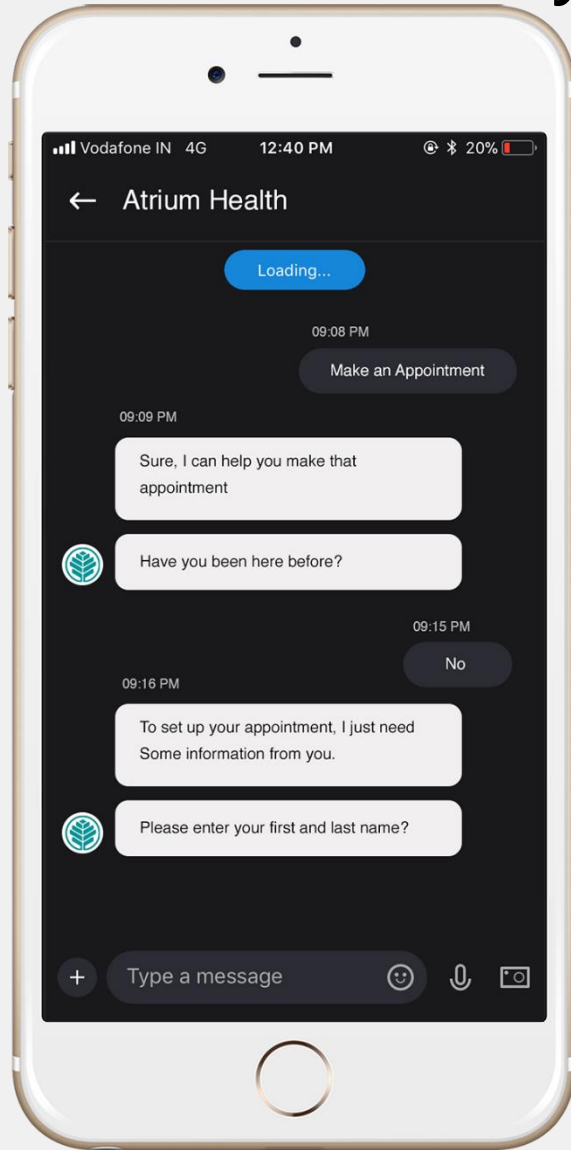 Vodafone IN 4G 12:40 PM 20%
Atrium Health
Loading...
09:08 PM
Make an Appointment
09:09 PM
Sure, I can help you make that
appointment
Have you been here before?
09:15 PM
No
09:16 PM
To set up your appointment, I just need
Some information from you.
Please enter your first and last name?
Type a message